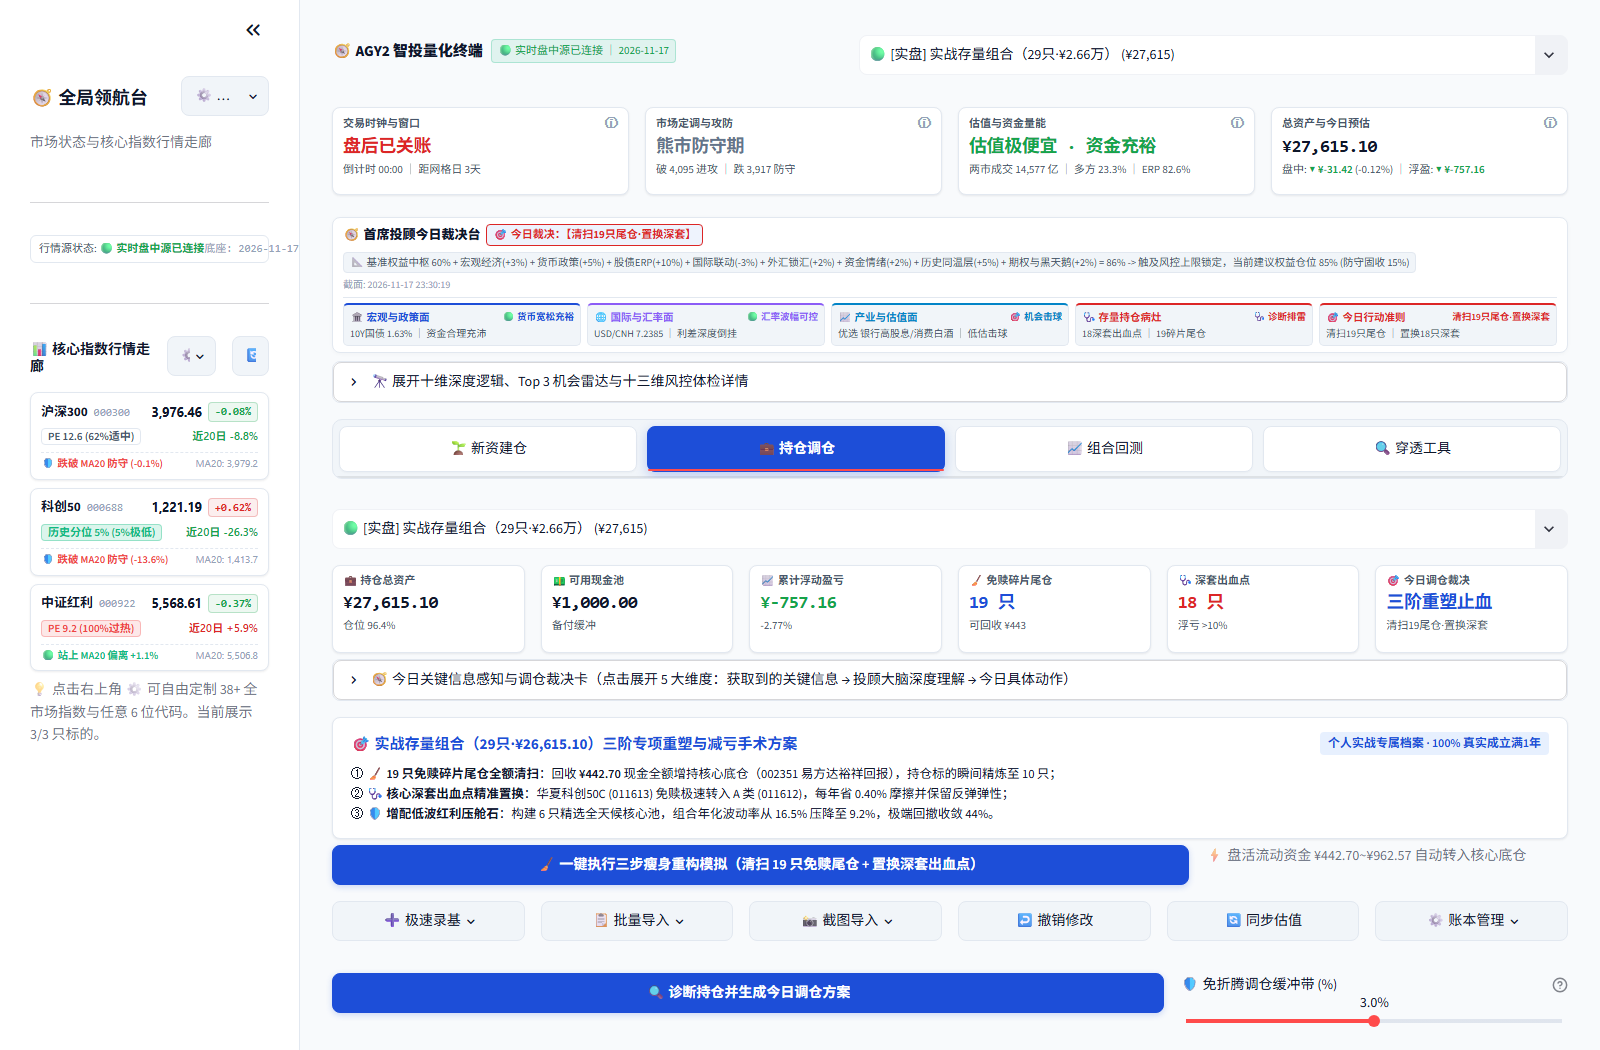 全局领航台
...
市场状态与核心指数行情走廊
行情源状态: 实时盘中源已连接底座: 2026-11-17
核心指数行情走廊
沪深300 000300 3,976.46 -0.08%
PE 12.6 (62%适中) 近20日 -8.8%
跌破 MA20 防守 (-0.1%) MA20: 3,979.2
科创50 000688 1,221.19 +0.62%
历史分位 5% (5%极低) 近20日 -26.3%
跌破 MA20 防守 (-13.6%) MA20: 1,413.7
中证红利 000922 5,568.61 -0.37%
PE 9.2 (100%过热) 近20日 +5.9%
站上 MA20 偏离 +1.1% MA20: 5,506.8
点击右上角 可自由定制 38+ 全
市场指数与任意 6 位代码。当前展示
3/3 只标的。
AGY2 智投量化终端 实时盘中源已连接 | 2026-11-17
[实盘] 实战存量组合（29只·¥2.66万） (¥27,615)
交易时钟与窗口
盘后已关账
倒计时 00:00 | 距网格日 3天
市场定调与攻防
熊市防守期
破 4,095 进攻 | 跌 3,917 防守
估值与资金量能
估值极便宜 · 资金充裕
两市成交 14,577 亿 | 多方 23.3% | ERP 82.6%
总资产与今日预估
¥27,615.10
盘中: ▼¥-31.42 (-0.12%) | 浮盈: ▼¥-757.16
首席投顾今日裁决台 今日裁决:【清扫19只尾仓·置换深套】
基准权益中枢 60% + 宏观经济(+3%) + 货币政策(+5%) + 股债ERP(+10%) + 国际联动(-3%) + 外汇锁汇(+2%) + 资金情绪(+2%) + 历史同温层(+5%) + 期权与黑天鹅(+2%) = 86% -> 触及风控上限锁定，当前建议权益仓位 85% (防守固收 15%)
截面: 2026-11-17 23:30:19
宏观与政策面 货币宽松充裕
10Y国债 1.63% | 资金合理充沛
国际与汇率面 汇率波幅可控
USD/CNH 7.2385 | 利差深度倒挂
产业与估值面 机会击球
优选 银行高股息/消费白酒 | 低估击球
存量持仓病灶 诊断排雷
18深套出血点 | 19碎片尾仓
今日行动准则 清扫19只尾仓·置换深套
清扫19只尾仓 | 置换18只深套
展开十维深度逻辑、Top 3 机会雷达与十三维风控体检详情
新资建仓
持仓调仓
组合回测
穿透工具
[实盘] 实战存量组合（29只·¥2.66万） (¥27,615)
持仓总资产
¥27,615.10
仓位 96.4%
可用现金池
¥1,000.00
备付缓冲
累计浮动盈亏
¥-757.16
-2.77%
免赎碎片尾仓
19 只
可回收 ¥443
深套出血点
18 只
浮亏 >10%
今日调仓裁决
三阶重塑止血
清扫19尾仓·置换深套
今日关键信息感知与调仓裁决卡（点击展开 5 大维度：获取到的关键信息 → 投顾大脑深度理解 → 今日具体动作）
实战存量组合（29只·¥26,615.10）三阶专项重塑与减亏手术方案
个人实战专属档案 · 100% 真实成立满1年
① 19 只免赎碎片尾仓全额清扫：回收 ¥442.70 现金全额增持核心底仓（002351 易方达裕祥回报），持仓标的瞬间精炼至 10 只；
② 核心深套出血点精准置换：华夏科创50C (011613) 免赎极速转入 A 类 (011612)，每年省 0.40% 摩擦并保留反弹弹性；
③ 增配低波红利压舱石：构建 6 只精选全天候核心池，组合年化波动率从 16.5% 压降至 9.2%，极端回撤收敛 44%。
一键执行三步瘦身重构模拟（清扫 19 只免赎尾仓 + 置换深套出血点）
盘活流动资金 ¥442.70~¥962.57 自动转入核心底仓
极速录基
批量导入
截图导入
撤销修改
同步估值
账本管理
诊断持仓并生成今日调仓方案
免折腾调仓缓冲带 (%)
3.0%